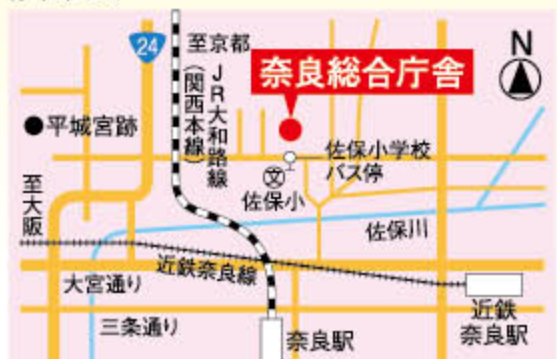 24
至京都
N
奈良総合庁舎
JR大和路線
(関西本線)
平城宮跡
佐保小学校
バス停
文
佐保小
至大阪
佐保川
近鉄奈良線
大宮通り
近鉄
奈良駅
三条通り
奈良駅